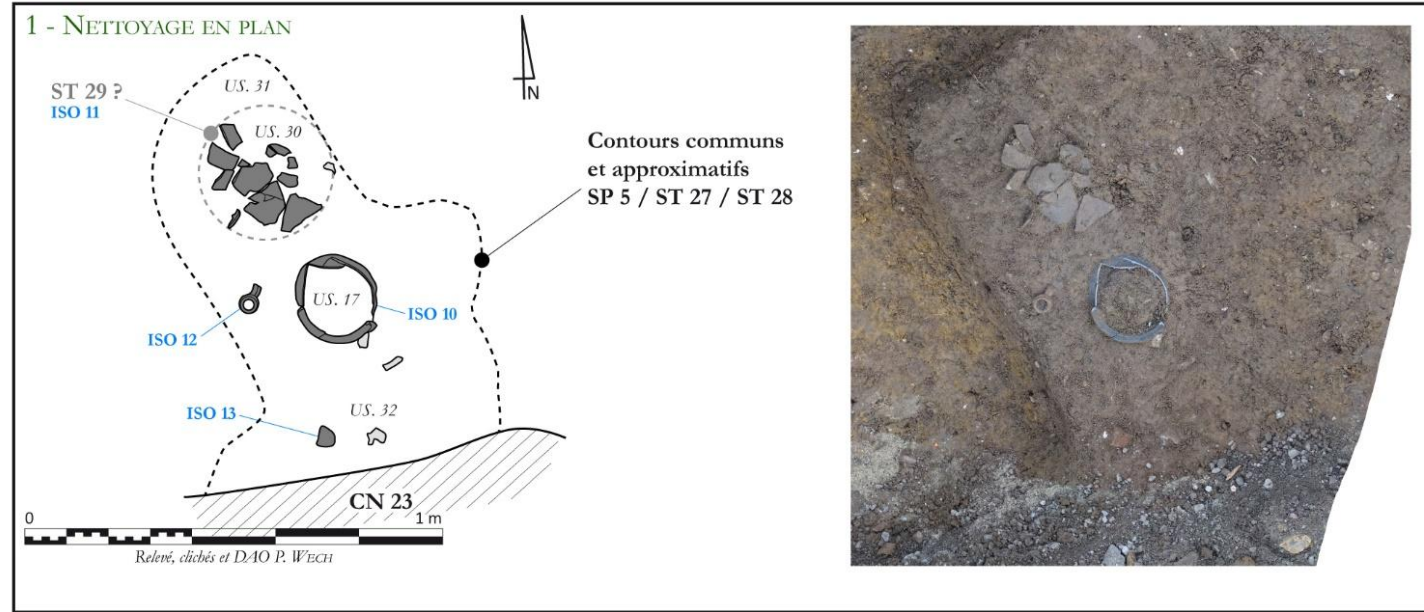 1 - NETTOYAGE EN PLAN
US. 31
ST 29 ?
ISO 11
US. 30
N
Contours communs
et approximatifs
SP 5 / ST 27 / ST 28
US. 17
ISO 10
ISO 12
ISO 13
US. 32
CN 23
0
1 m
Relevé, clichés et DAO P. WECH